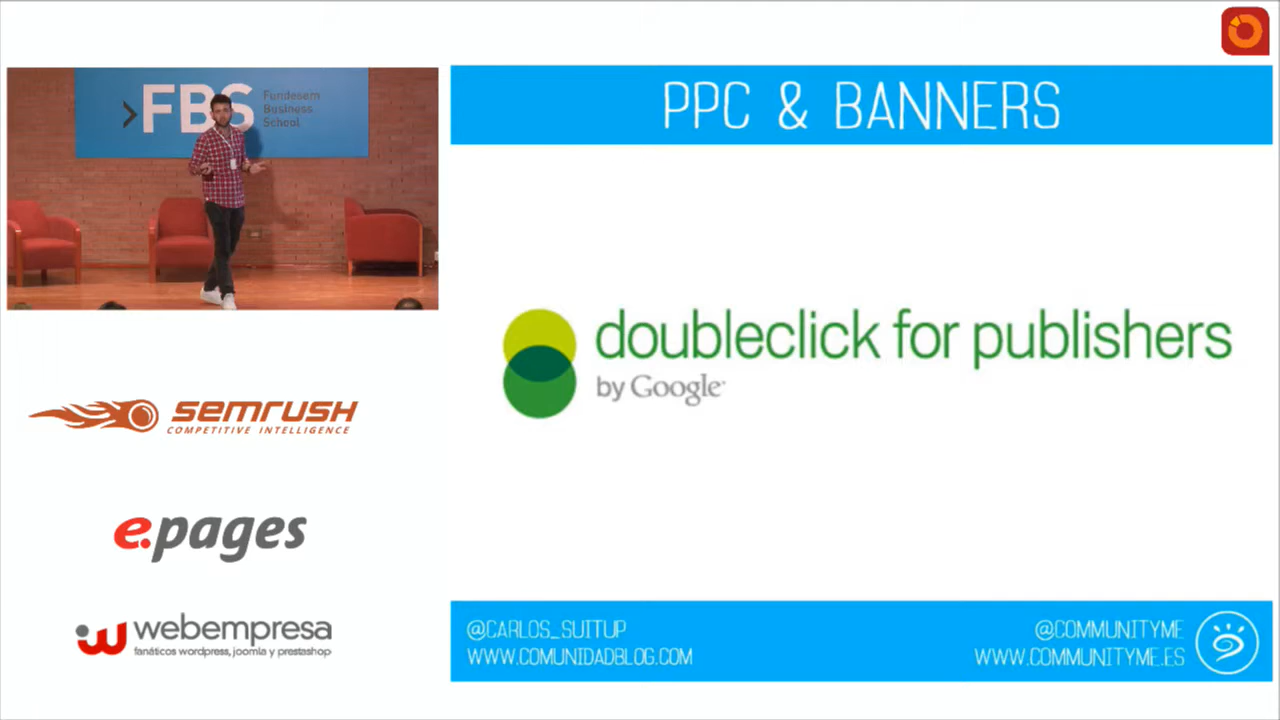 FBS
Fundesem
Business
School
PPC & BANNERS
doubleclick for publishers
by Google
SEMRUSH
COMPETITIVE INTELLIGENCE
e.pages
webempresa
fanáticos wordpress, joomla y prestashop
@CARLOS_SUITUP
WWW.COMUNIDADBLOG.COM
@COMMUNITYME
WWW.COMMUNITYME.ES